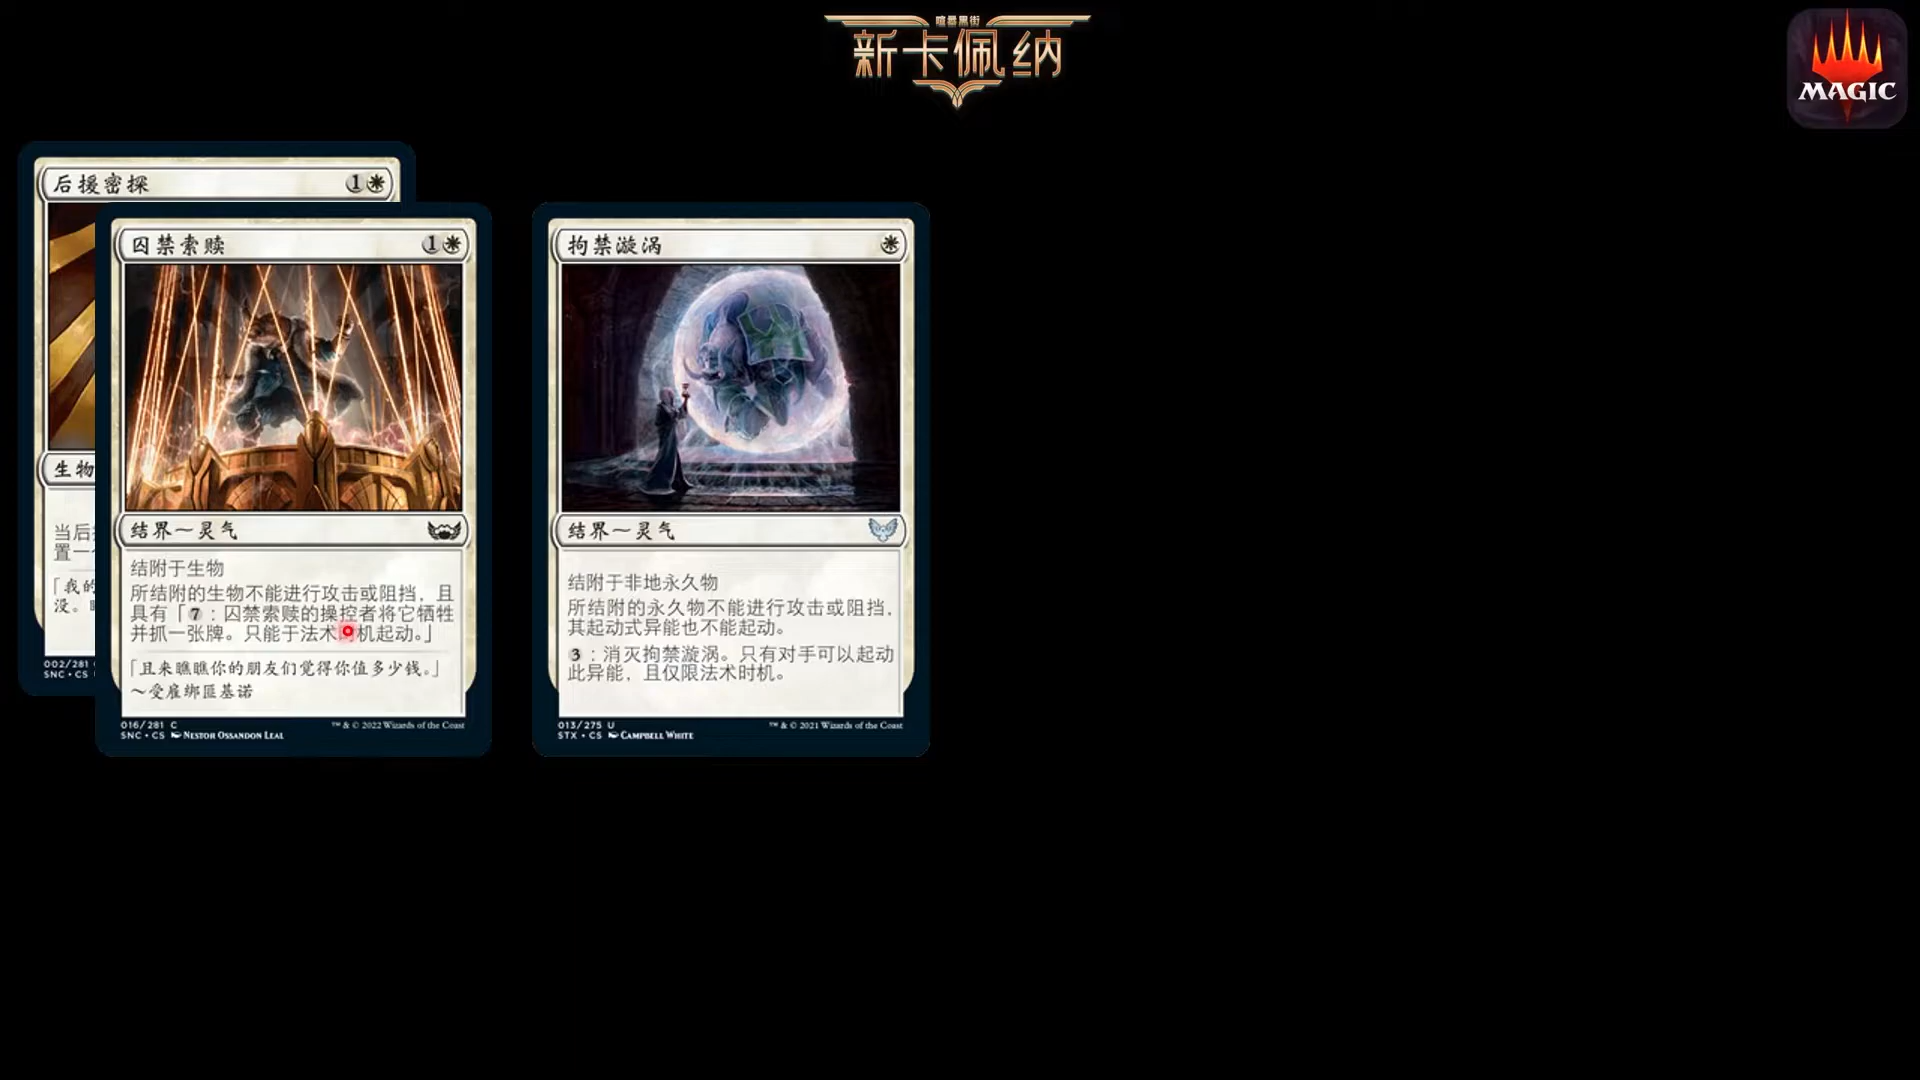 喧嚣黑街
新卡佩纳
MAGIC
后援密探 1
生物
当后
置一
「我的
浸。
002/281
SNC • CS
囚禁索赎 1
结界～灵气
结附于生物
所结附的生物不能进行攻击或阻挡，且
具有「7：囚禁索赎的操控者将它牺牲
并抓一张牌。只能于法术时机起动。」
「且来瞧瞧你的朋友们觉得你值多少钱。」
～受雇绑匪基诺
016/281 C
SNC • CS NESTOR OSSANDON LEAL
™ & © 2022 Wizards of the Coast
拘禁漩涡
结界～灵气
结附于非地永久物
所结附的永久物不能进行攻击或阻挡，
其起动式异能也不能起动。
3：消灭拘禁漩涡。只有对手可以起动
此异能，且仅限法术时机。
013/275 U
STX • CS CAMPBELL WHITE
™ & © 2021 Wizards of the Coast